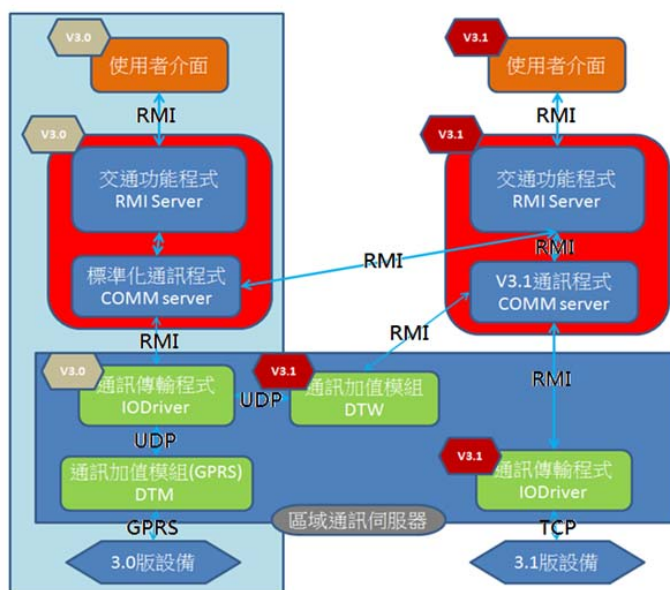 V3.0
使用者介面
RMI
V3.0
交通功能程式
RMI Server
標準化通訊程式
COMM server
RMI
V3.1
使用者介面
RMI
V3.1
交通功能程式
RMI Server
RMI
RMI
V3.1通訊程式
COMM server
RMI
RMI
V3.0
通訊傳輸程式
IODriver
UDP
V3.1
通訊加值模組
DTW
UDP
通訊加值模組(GPRS)
DTM
V3.1
通訊傳輸程式
IODriver
區域通訊伺服器
GPRS
TCP
3.0版設備
3.1版設備